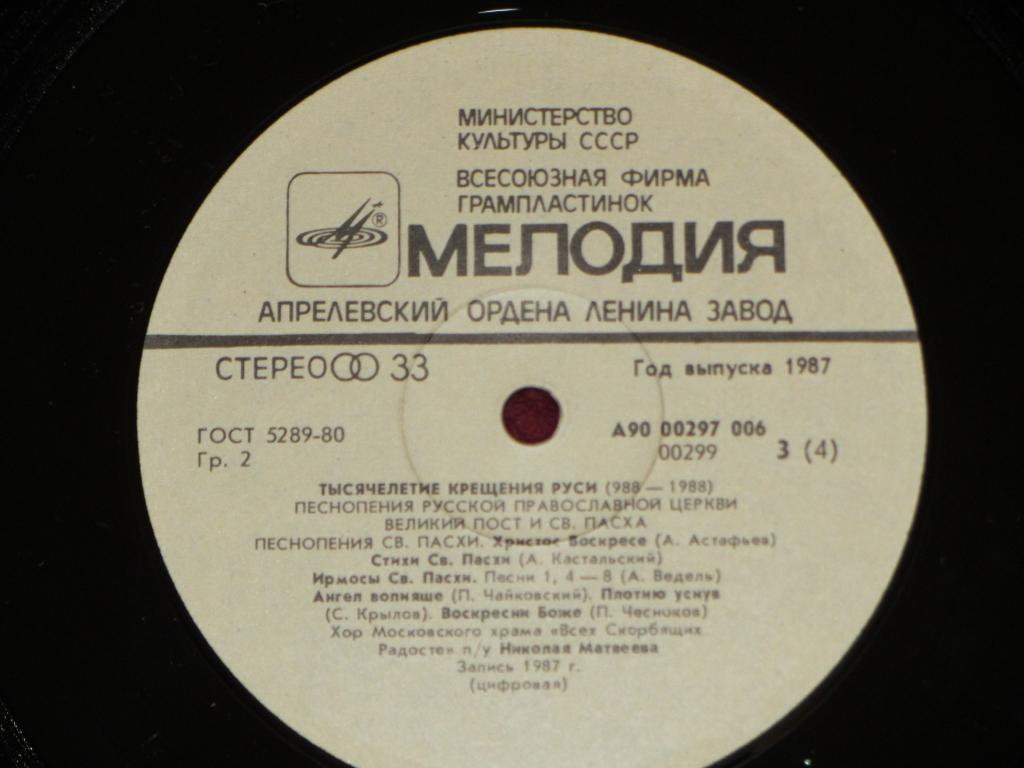 МИНИСТЕРСТВО
КУЛЬТУРЫ СССР
ВСЕСОЮЗНАЯ ФИРМА
ГРАМПЛАСТИНОК
®
МЕЛОДИЯ
АПРЕЛЕВСКИЙ ОРДЕНА ЛЕНИНА ЗАВОД
СТЕРЕО 33
Год выпуска 1987
ГОСТ 5289-80
Гр. 2
А90 00297 006
00299
3 (4)
ТЫСЯЧЕЛЕТИЕ КРЕЩЕНИЯ РУСИ (988 — 1988)
ПЕСНОПЕНИЯ РУССКОЙ ПРАВОСЛАВНОЙ ЦЕРКВИ
ВЕЛИКИЙ ПОСТ И СВ. ПАСХА
ПЕСНОПЕНИЯ СВ. ПАСХИ. Христос Воскресе (А. Астафьев)
Стихи Св. Пасхи (А. Кастальский)
Ирмосы Св. Пасхи. Песни 1, 4 — 8 (А. Ведель)
Ангел вопияше (П. Чайковский). Плотию уснув
(С. Крылов). Воскресни Боже (П. Чесноков)
Хор Московского храма «Всех Скорбящих
Радосте» п/у Николая Матвеева
Запись 1987 г.
(цифровая)